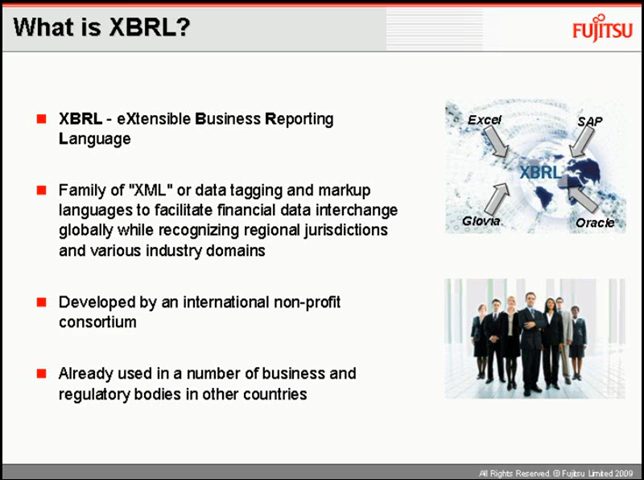 What is XBRL?
FUJITSU
XBRL - eXtensible Business Reporting
Language
Family of "XML" or data tagging and markup
languages to facilitate financial data interchange
globally while recognizing regional jurisdictions
and various industry domains
Developed by an international non-profit
consortium
Already used in a number of business and
regulatory bodies in other countries
Excel
SAP
XBRL
Glovia
Oracle
All Rights Reserved. © Fujitsu Limited 2009